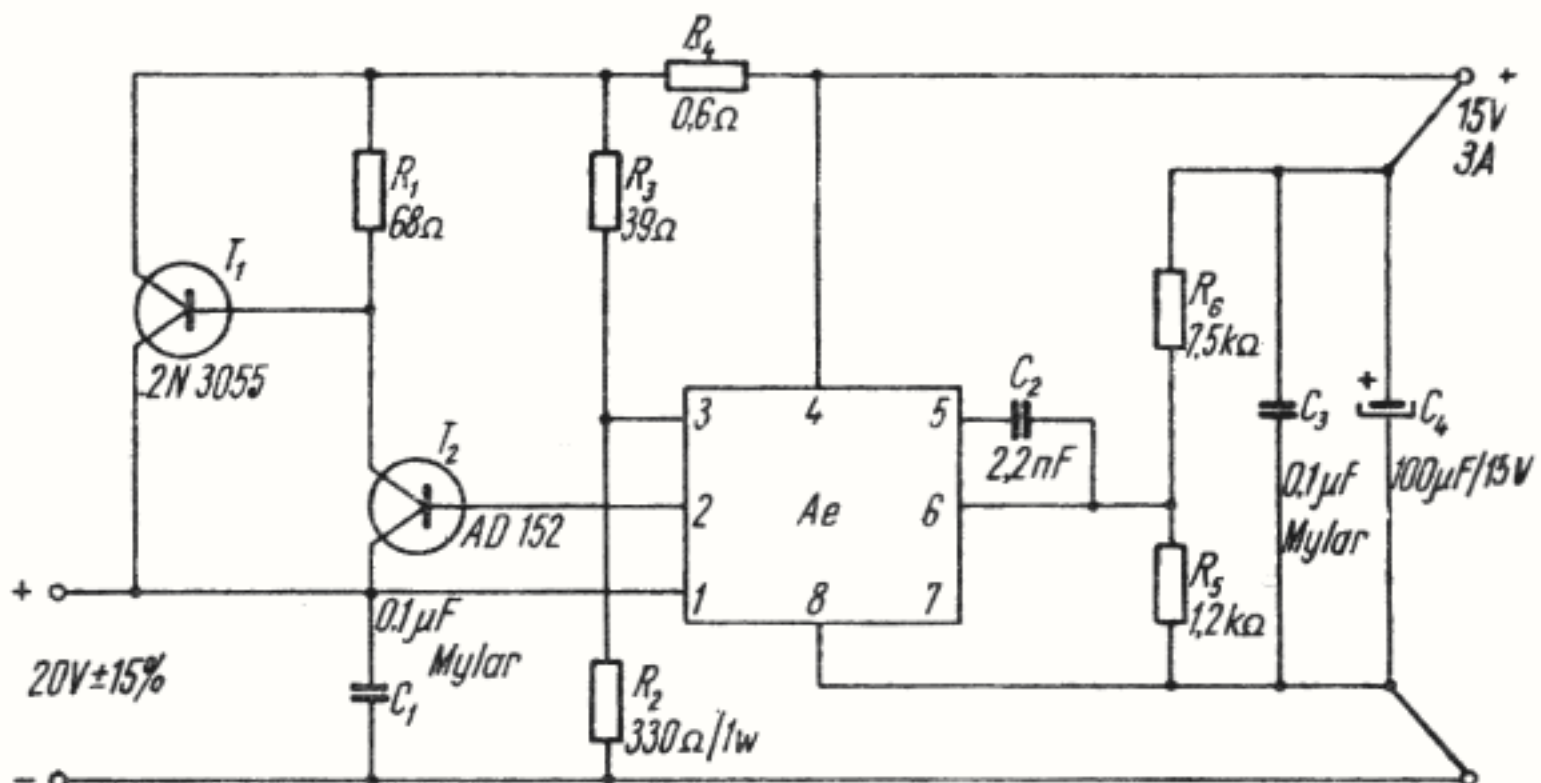 R₄
0,6Ω
+
15V
3A
R₁
68Ω
R₃
39Ω
T₁
2N 3055
R₆
7,5kΩ
C₂
2,2nF
3
4
5
2
Ae
6
1
8
7
T₂
AD 152
C₃
0,1µF
Mylar
+
C₄
100µF/15V
R₅
1,2kΩ
+
20V±15%
0,1µF
Mylar
C₁
R₂
330Ω/1w
-